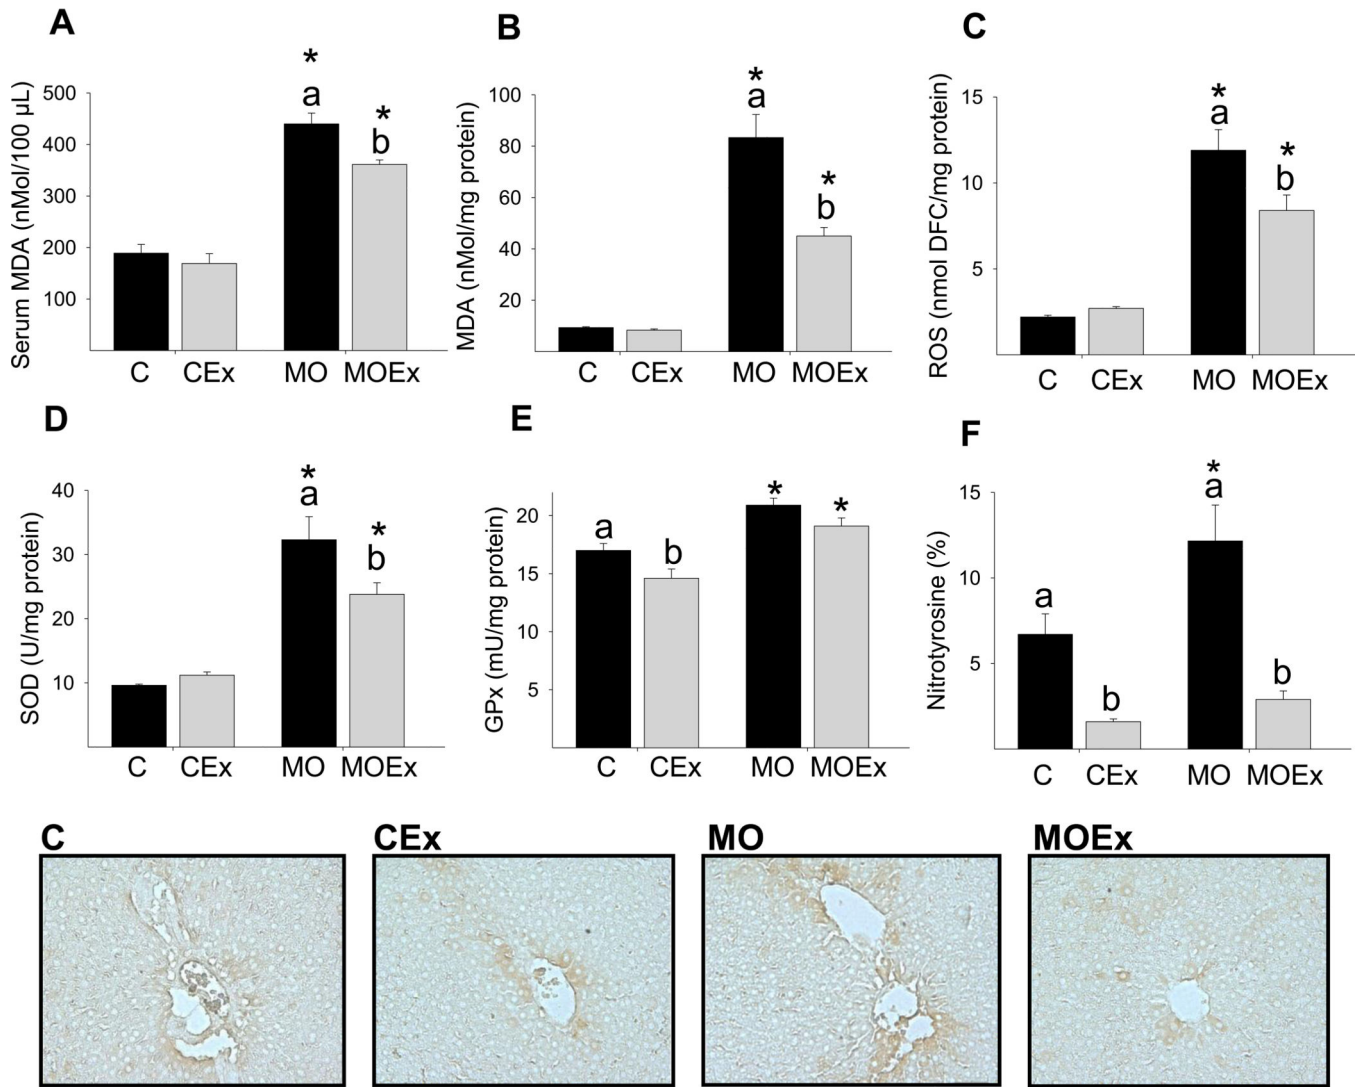 A
Serum MDA (nMol/100 µL)
500
400
300
200
100
*
a
*
b
C CEx MO MOEx
B
MDA (nMol/mg protein)
100
80
60
40
20
*
a
*
b
C CEx MO MOEx
C
ROS (nmol DFC/mg protein)
15
10
5
*
a
*
b
C CEx MO MOEx
D
SOD (U/mg protein)
40
30
20
10
*
a
*
b
C CEx MO MOEx
E
GPx (mU/mg protein)
20
15
10
5
a
b
*
*
C CEx MO MOEx
F
Nitrotyrosine (%)
15
10
5
a
b
*
a
b
C CEx MO MOEx
C CEx MO MOEx